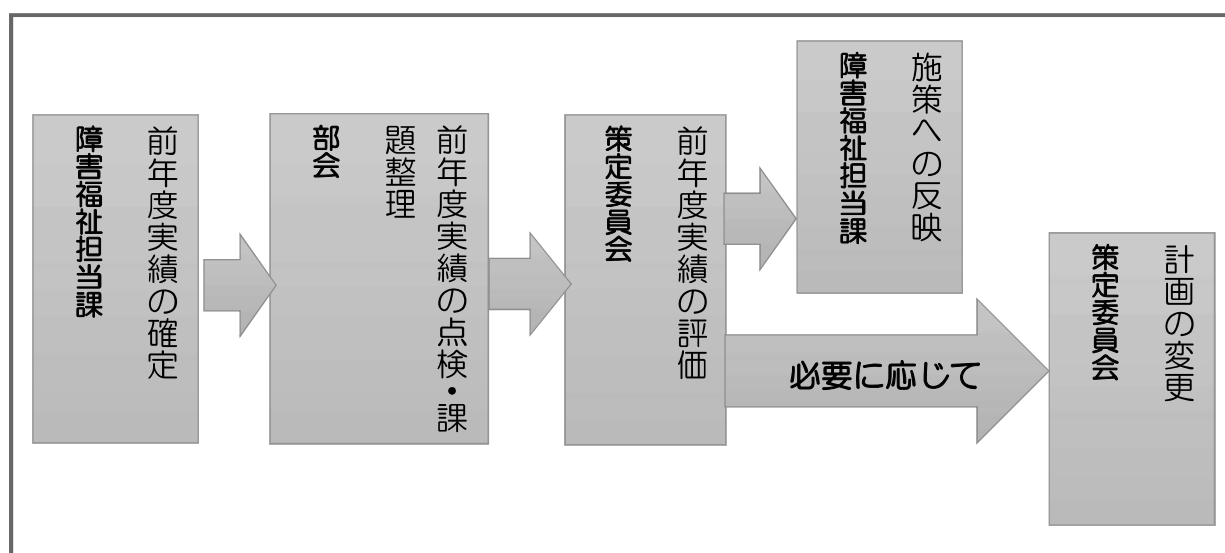 前年度実績の確定
障害福祉担当課
前年度実績の点検・課
題整理
部会
前年度実績の評価
策定委員会
施策への反映
障害福祉担当課
必要に応じて
計画の変更
策定委員会